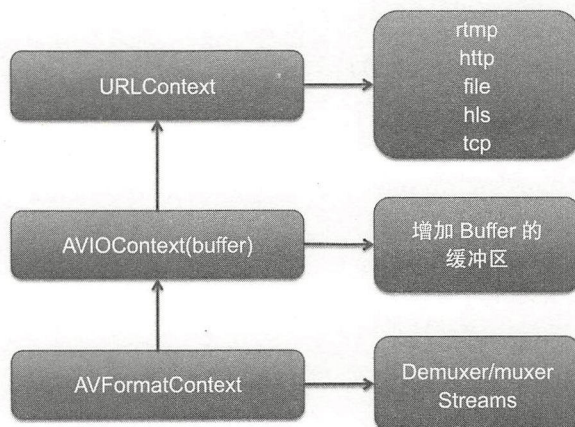 URLContext
rtmp
http
file
hls
tcp
AVIOContext(buffer)
增加 Buffer 的
缓冲区
AVFormatContext
Demuxer/muxer
Streams